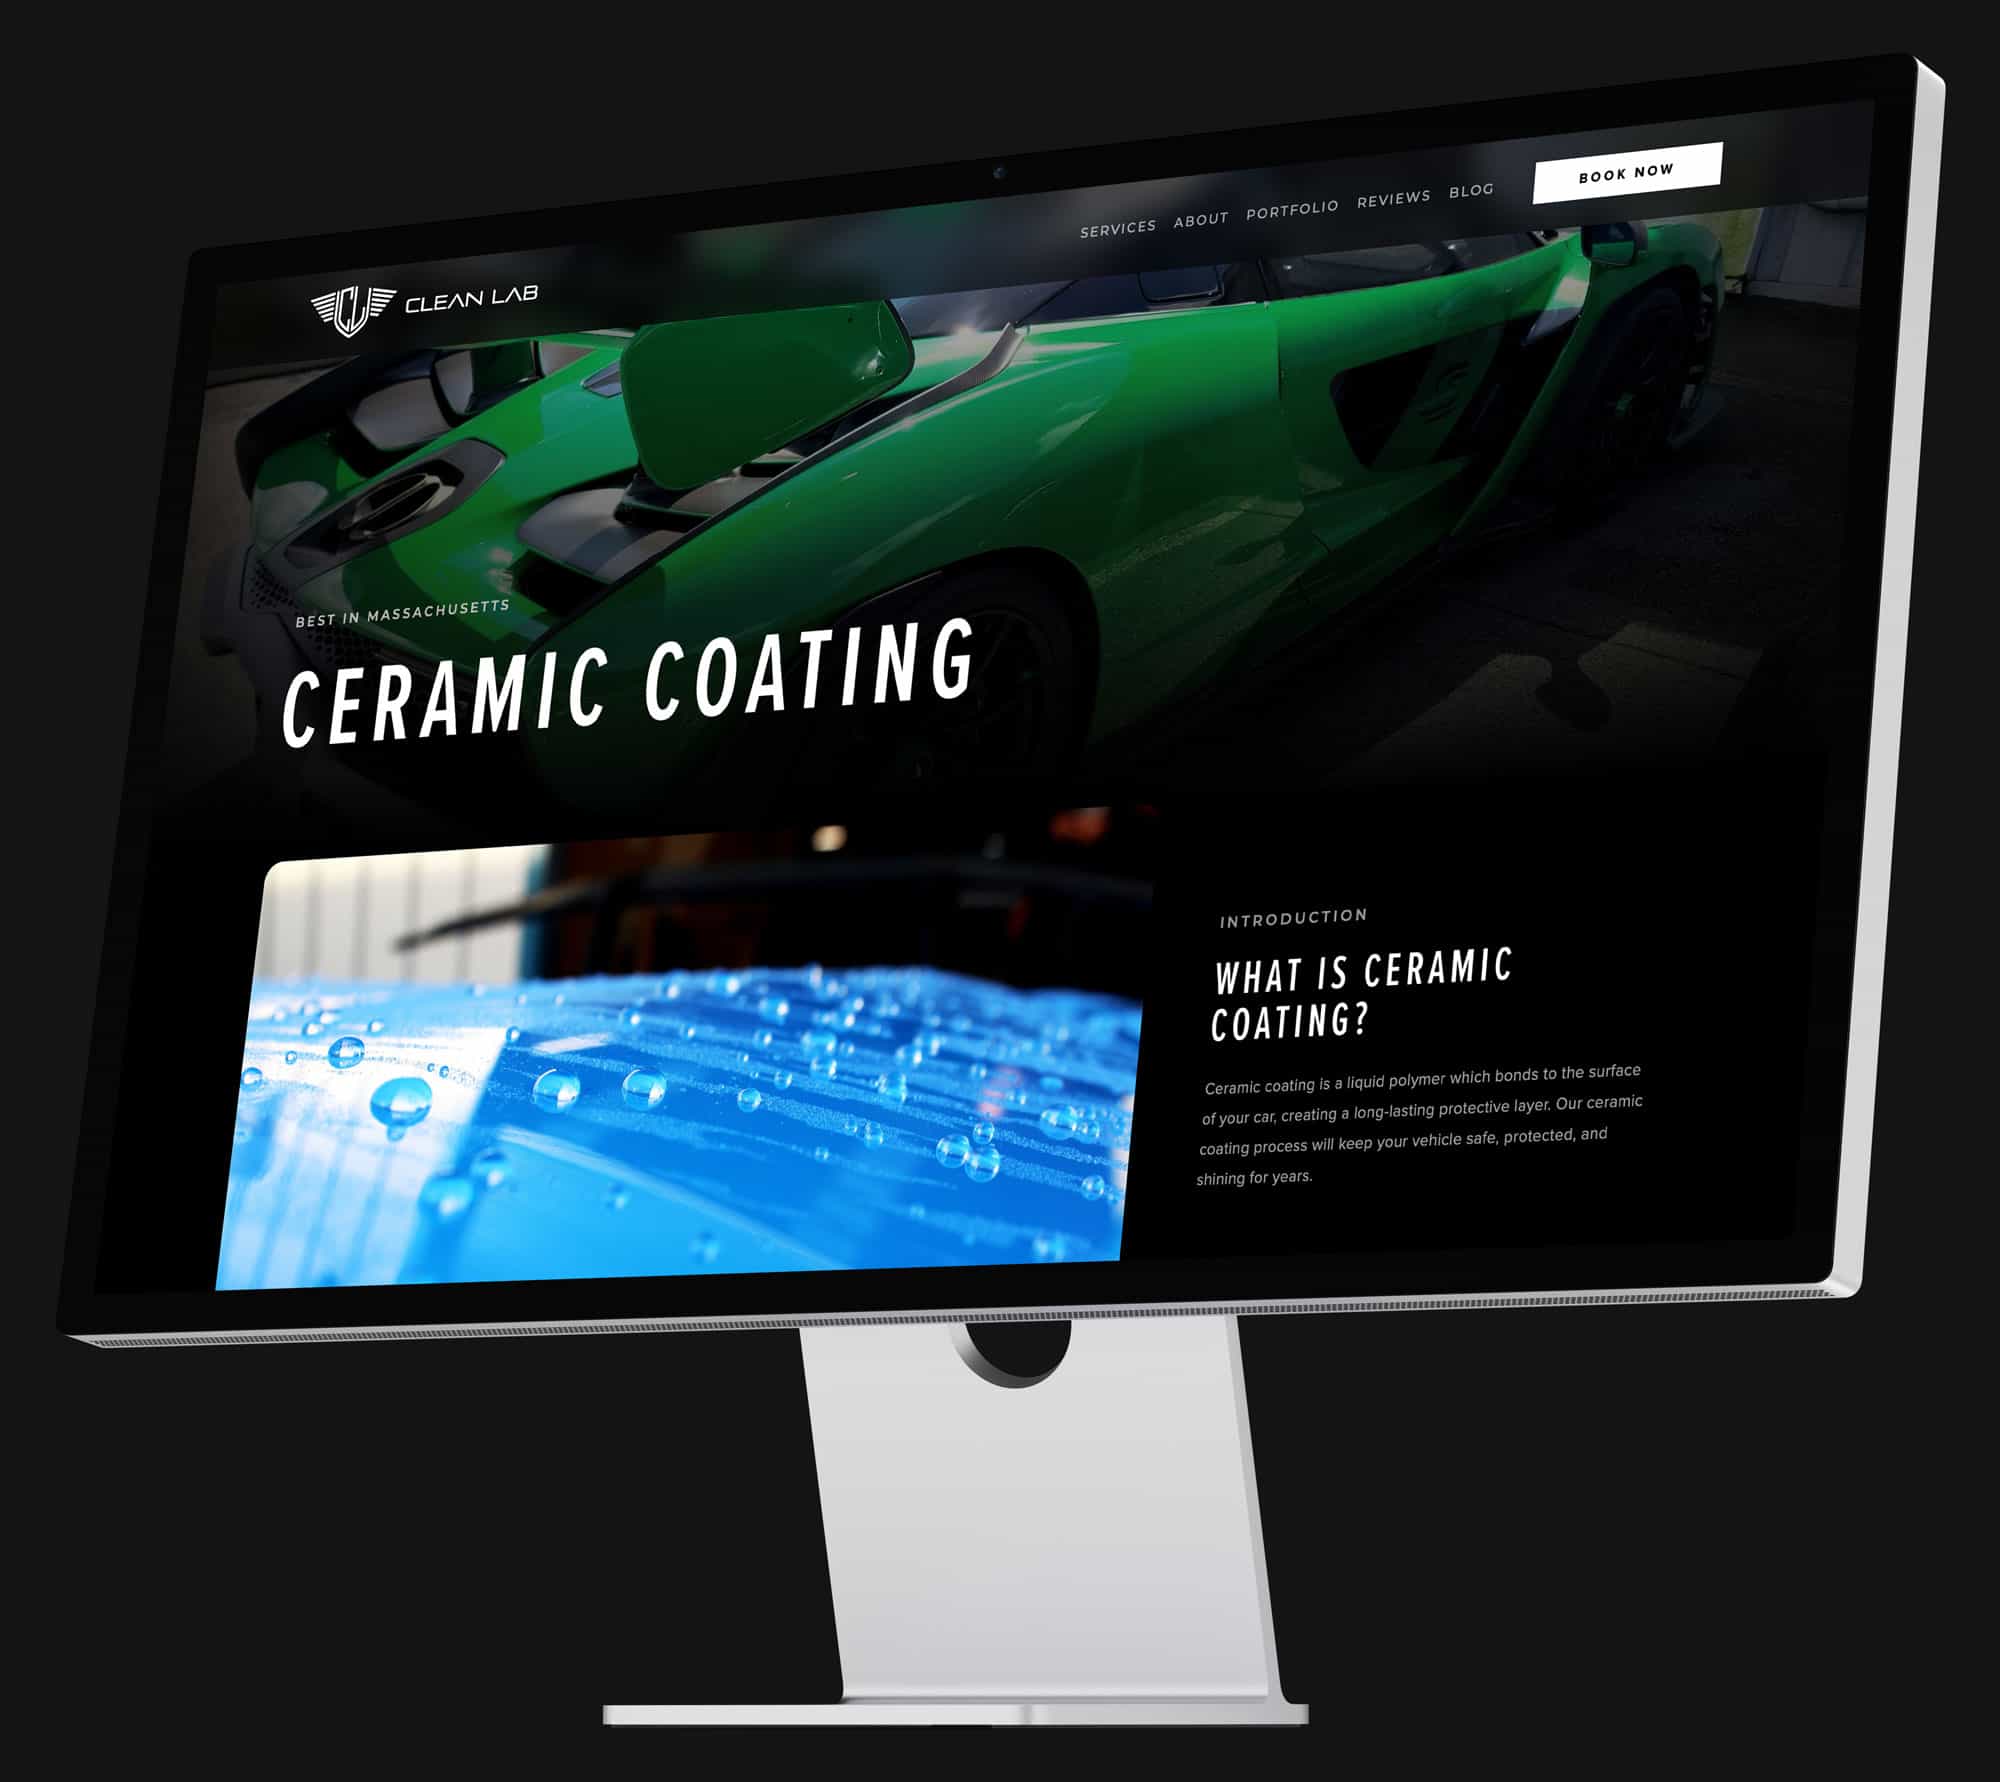 CLEAN LAB
SERVICES ABOUT PORTFOLIO REVIEWS BLOG
BOOK NOW
BEST IN MASSACHUSETTS
CERAMIC COATING
INTRODUCTION
WHAT IS CERAMIC
COATING?
Ceramic coating is a liquid polymer which bonds to the surface
of your car, creating a long-lasting protective layer. Our ceramic
coating process will keep your vehicle safe, protected, and
shining for years.